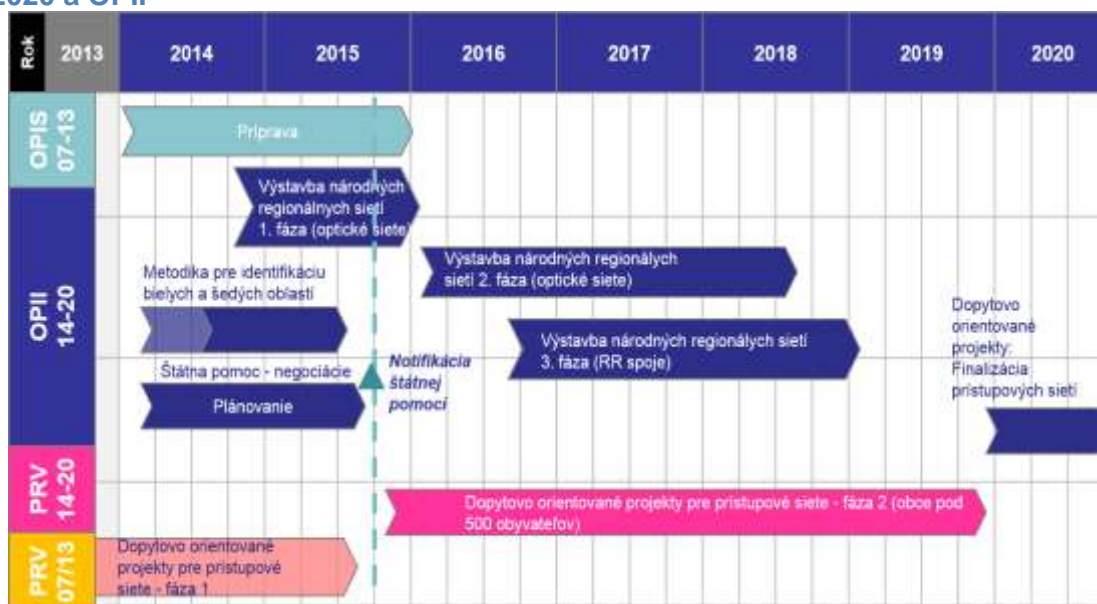 2020 a OPII
Rok 2013 2014 2015 2016 2017 2018 2019 2020
OPIS
07-13
Príprava
OPII
14-20
Výstavba národných
regionálnych sietí
1. fáza (optické siete)
Metodika pre identifikáciu
bielych a šedých oblastí
Štátna pomoc - negociácie
Plánovanie
Notifikácia
štátnej
pomoci
Výstavba národných regionálych
sietí 2. fáza (optické siete)
Výstavba národných regionálych sietí
3. fáza (RR spoje)
Dopytovo
orientované
projekty:
Finalizácia
prístupových sietí
PRV
14-20
Dopytovo orientované projekty pre prístupové siete - fáza 2 (obce pod
500 obyvateľov)
PRV
07/13
Dopytovo orientované
projekty pre prístupové
siete - fáza 1